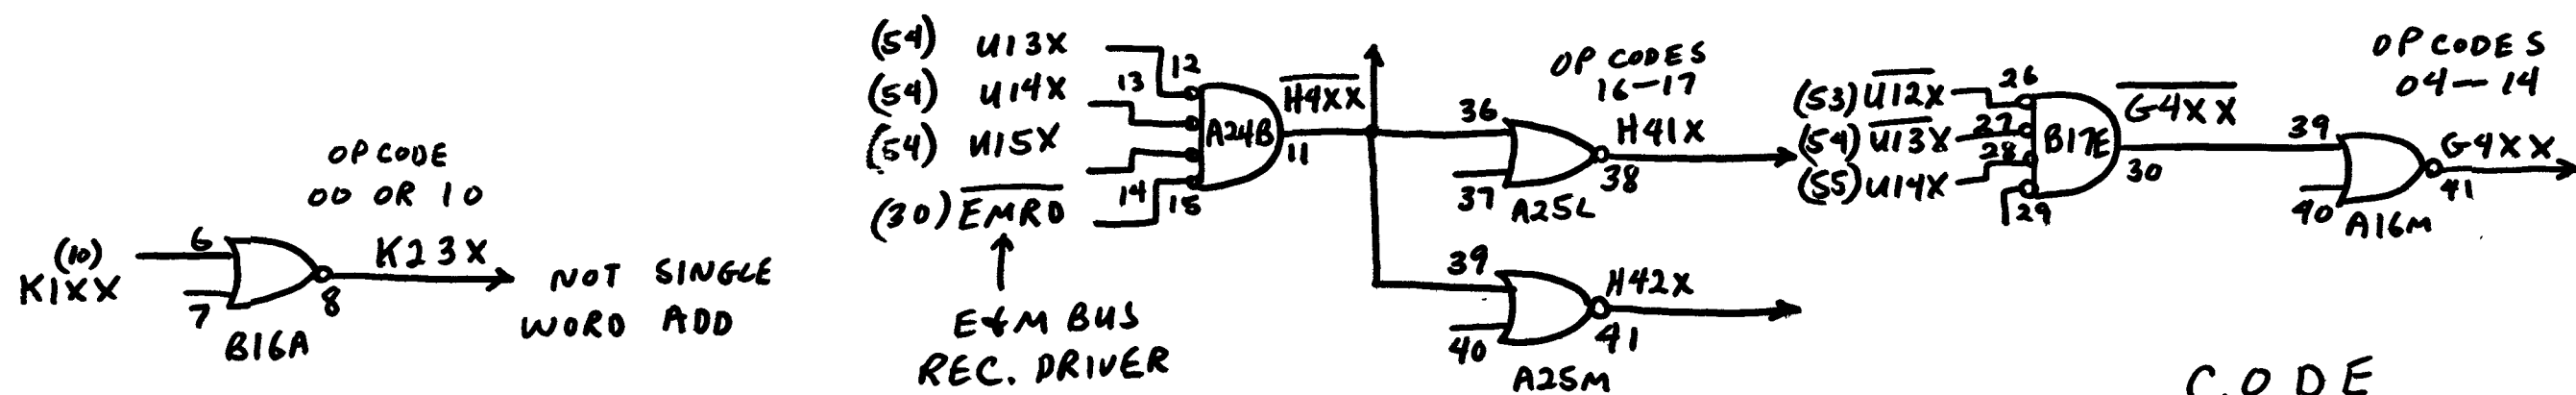 OP CODE
00 OR 10
(10)
K1XX
6
7
8
K23X
B16A
NOT SINGLE
WORD ADD
(54) U13X
(54) U14X
(54) U15X
(30) EMRD
12
13
14
15
A24B
11
H4XX
E&M BUS
REC. DRIVER
OP CODES
16-17
36
37
38
H41X
A25L
39
40
41
H42X
A25M
(53) U12X
(54) U13X
(55) U14X
26
27
28
29
B17E
30
G4XX
OP CODES
04-14
39
40
41
G4XX
A16M
CODE